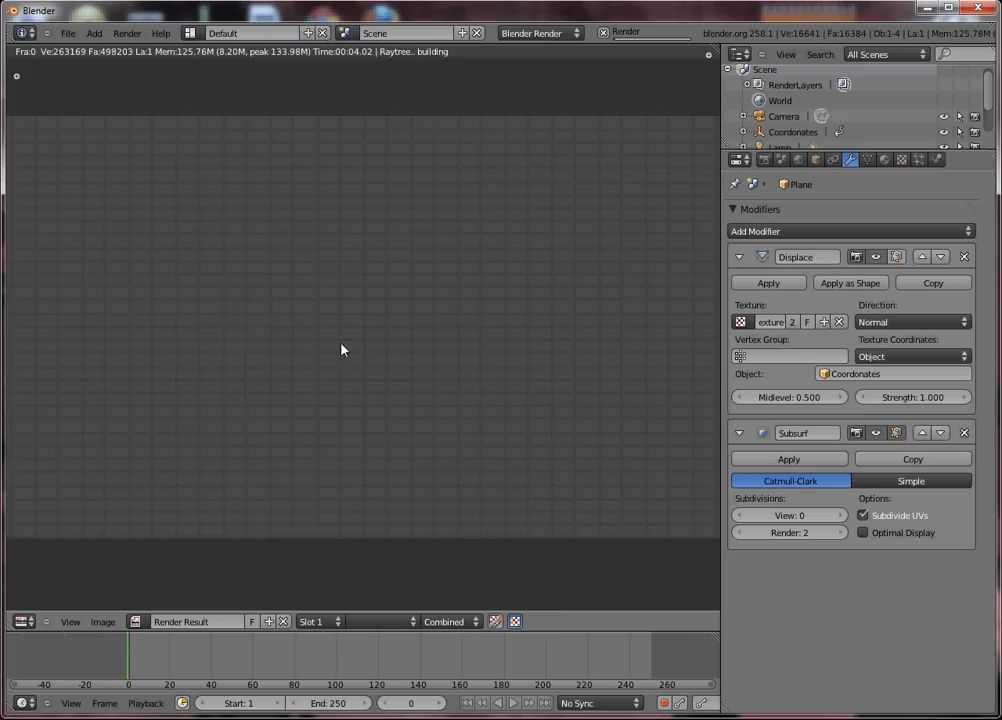 Blender
File Add Render Help Default Scene Blender Render Render blender.org 258.1 | Ve:16641 | Fa:16384 | Ob:1-4 | La:1 | Mem:125.78M
Fra:0 Ve:263169 Fa:498203 La:1 Mem:125.76M (8.20M, peak 133.98M) Time:00:04.02 | Raytree.. building
View Search All Scenes
Scene
RenderLayers
World
Camera
Coordonates
Lamp
Plane
Modifiers
Add Modifier
Displace
Apply Apply as Shape Copy
Texture: Direction:
exture 2 F Normal
Vertex Group: Texture Coordinates:
Object
Object: Coordonates
Midlevel: 0.500 Strength: 1.000
Subsurf
Apply Copy
Catmull-Clark Simple
Subdivisions: Options:
View: 0 Subdivide UVs
Render: 2 Optimal Display
View Image Render Result F Slot 1 Combined
-40 -20 0 20 40 60 80 100 120 140 160 180 200 220 240 260
View Frame Playback Start: 1 End: 250 0 No Sync